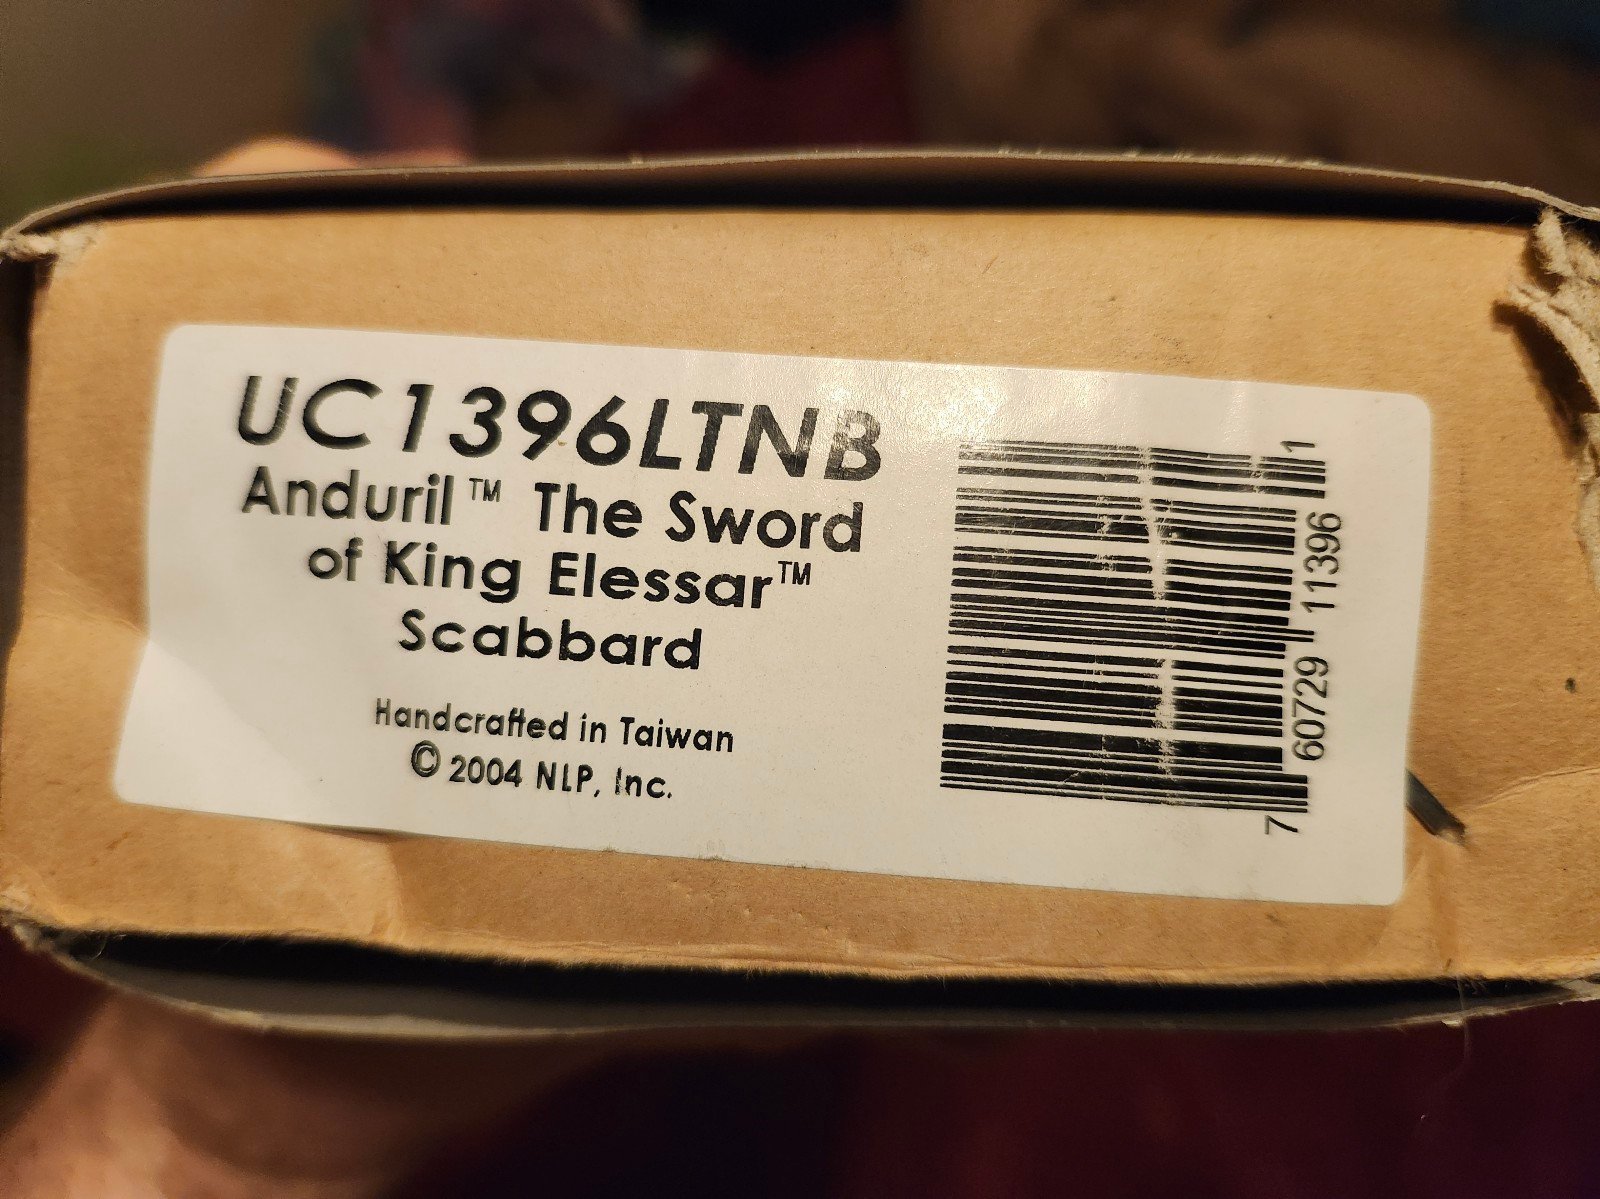 UC1396LTNB
Anduril™ The Sword
of King Elessar™
Scabbard
Handcrafted in Taiwan
© 2004 NLP, Inc.
7 60729 11396 1